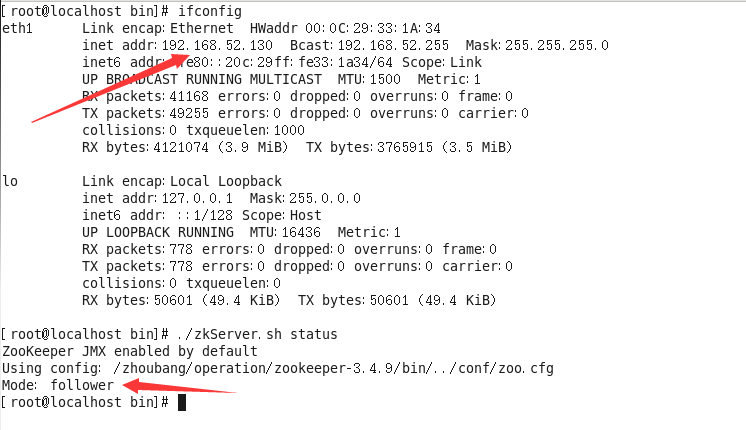 [root@localhost bin]# ifconfig
eth1 Link encap:Ethernet HWaddr 00:0C:29:33:1A:34
inet addr:192.168.52.130 Bcast:192.168.52.255 Mask:255.255.255.0
inet6 addr: fe80::20c:29ff:fe33:1a34/64 Scope:Link
UP BROADCAST RUNNING MULTICAST MTU:1500 Metric:1
RX packets:41168 errors:0 dropped:0 overruns:0 frame:0
TX packets:49255 errors:0 dropped:0 overruns:0 carrier:0
collisions:0 txqueuelen:1000
RX bytes:4121074 (3.9 MiB) TX bytes:3765915 (3.5 MiB)
lo Link encap:Local Loopback
inet addr:127.0.0.1 Mask:255.0.0.0
inet6 addr: ::1/128 Scope:Host
UP LOOPBACK RUNNING MTU:16436 Metric:1
RX packets:778 errors:0 dropped:0 overruns:0 frame:0
TX packets:778 errors:0 dropped:0 overruns:0 carrier:0
collisions:0 txqueuelen:0
RX bytes:50601 (49.4 KiB) TX bytes:50601 (49.4 KiB)
[root@localhost bin]# ./zkServer.sh status
ZooKeeper JMX enabled by default
Using config: /zhoubang/operation/zookeeper-3.4.9/bin/../conf/zoo.cfg
Mode: follower
[root@localhost bin]#